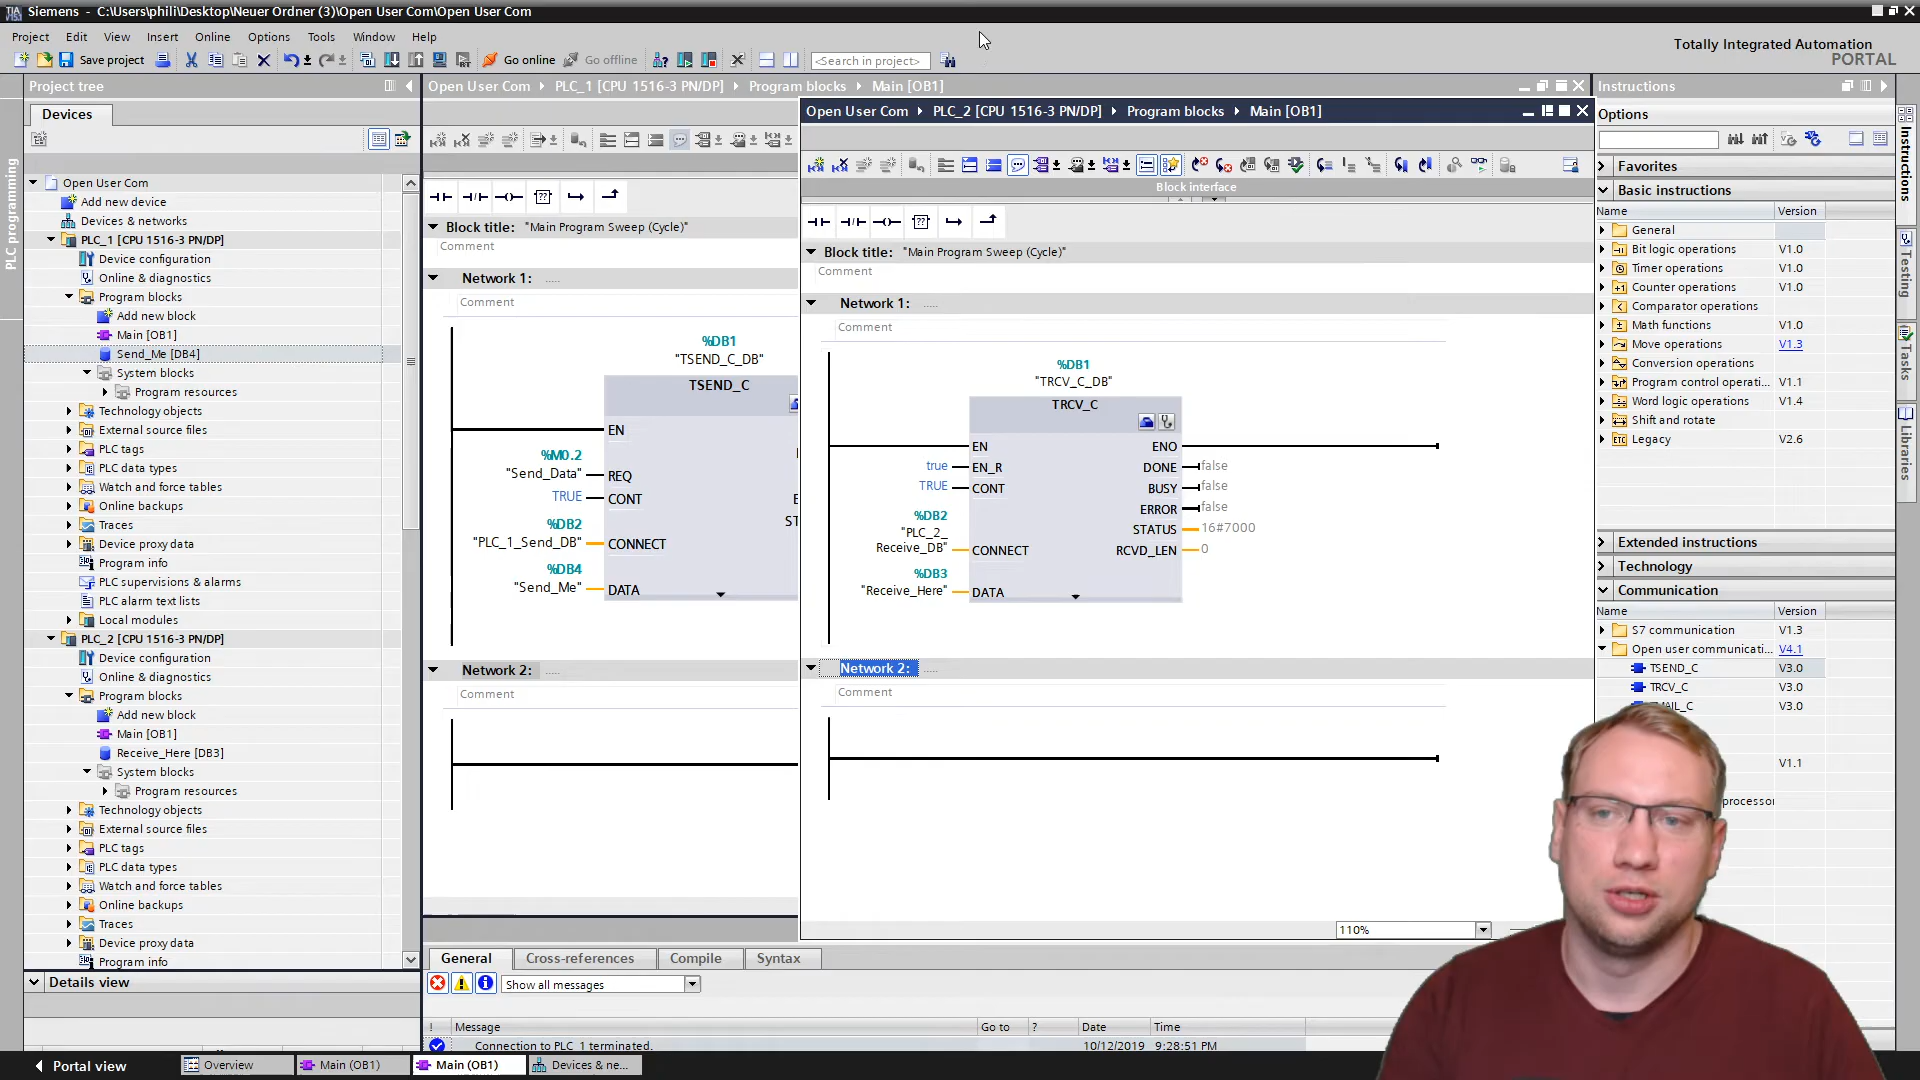 Siemens - C:\Users\phili\Desktop\Neuer Ordner (3)\Open User Com\Open User Com
Project Edit View Insert Online Options Tools Window Help
Totally Integrated Automation
PORTAL
Save project
Go online
Go offline
<Search in project>
Project tree
Devices
PLC programming
Open User Com
Add new device
Devices & networks
PLC_1 [CPU 1516-3 PN/DP]
Device configuration
Online & diagnostics
Program blocks
Add new block
Main [OB1]
Send_Me [DB4]
System blocks
Program resources
Technology objects
External source files
PLC tags
PLC data types
Watch and force tables
Online backups
Traces
Device proxy data
Program info
PLC supervisions & alarms
PLC alarm text lists
Local modules
PLC_2 [CPU 1516-3 PN/DP]
Device configuration
Online & diagnostics
Program blocks
Add new block
Main [OB1]
Receive_Here [DB3]
System blocks
Program resources
Technology objects
External source files
PLC tags
PLC data types
Watch and force tables
Online backups
Traces
Device proxy data
Program info
Details view
Open User Com PLC_1 [CPU 1516-3 PN/DP] Program blocks Main [OB1]
Block title: "Main Program Sweep (Cycle)"
Comment
Network 1: .....
Comment
%DB1
"TSEND_C_DB"
TSEND_C
EN
%M0.2
"Send_Data" REQ
TRUE CONT
%DB2
"PLC_1_Send_DB" CONNECT
%DB4
"Send_Me" DATA
E
ST
Network 2: .....
Comment
Open User Com PLC_2 [CPU 1516-3 PN/DP] Program blocks Main [OB1]
Block interface
Block title: "Main Program Sweep (Cycle)"
Comment
Network 1: .....
Comment
%DB1
"TRCV_C_DB"
TRCV_C
EN ENO
true EN_R DONE false
TRUE CONT BUSY false
ERROR false
%DB2
"PLC_2_
Receive_DB" CONNECT
STATUS 16#7000
RCVD_LEN 0
%DB3
"Receive_Here" DATA
Network 2: .....
Comment
110%
General Cross-references Compile Syntax
Show all messages
! Message Go to ? Date Time
Connection to PLC_1 terminated. 10/12/2019 9:28:51 PM
Instructions
Options
Favorites
Basic instructions
Name Version
General
Bit logic operations V1.0
Timer operations V1.0
Counter operations V1.0
Comparator operations
Math functions V1.0
Move operations V1.3
Conversion operations
Program control operati... V1.1
Word logic operations V1.4
Shift and rotate
Legacy V2.6
Extended instructions
Technology
Communication
Name Version
S7 communication V1.3
Open user communicati... V4.1
TSEND_C V3.0
TRCV_C V3.0
V3.0
V1.1
Instructions
Testing
Tasks
Libraries
Portal view
Overview
Main (OB1)
Main (OB1)
Devices & ne...